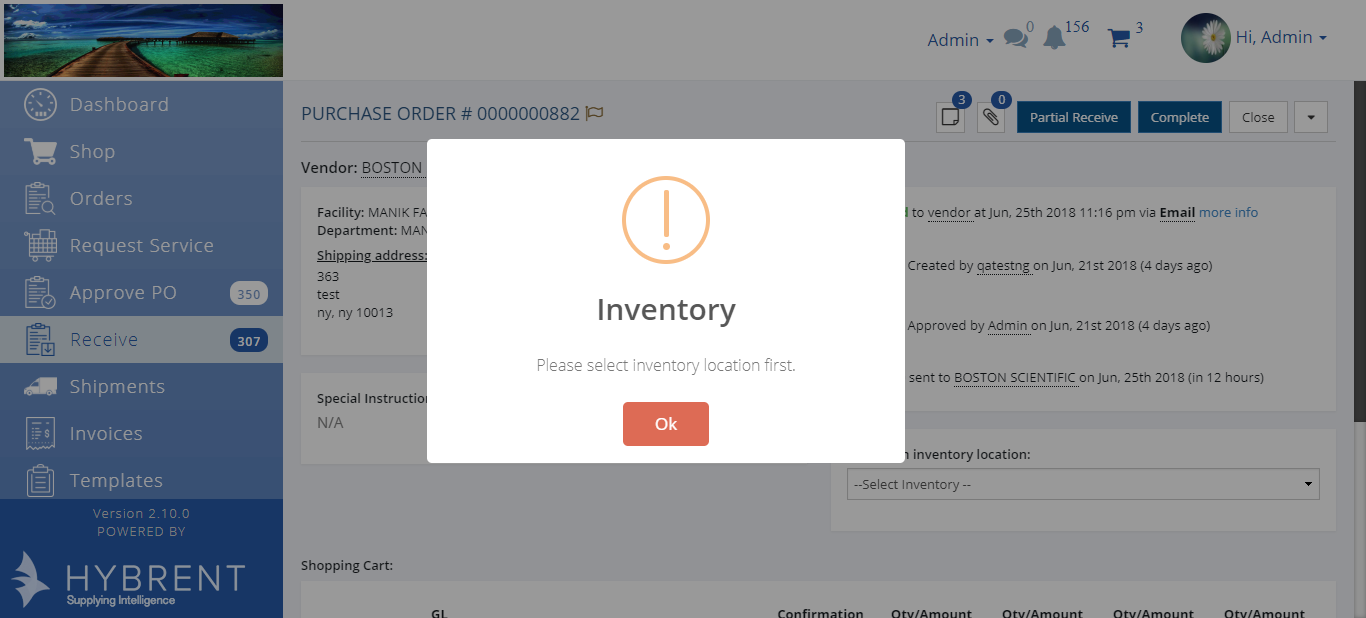 Admin
0
156
3
Hi, Admin
Dashboard
Shop
Orders
Request Service
Approve PO 350
Receive 307
Shipments
Invoices
Templates
Version 2.10.0
POWERED BY
HYBRENT
Supplying Intelligence
PURCHASE ORDER # 0000000882
3
0
Partial Receive
Complete
Close
Vendor: BOSTON
Facility: MANIK FA
Department: MAN
Shipping address:
363
test
ny, ny 10013
Special Instruction
N/A
Inventory
Please select inventory location first.
Ok
to vendor at Jun, 25th 2018 11:16 pm via Email more info
Created by qatestng on Jun, 21st 2018 (4 days ago)
Approved by Admin on Jun, 21st 2018 (4 days ago)
sent to BOSTON SCIENTIFIC on Jun, 25th 2018 (in 12 hours)
inventory location:
--Select Inventory --
Shopping Cart:
GL Confirmation Qty/Amount Qty/Amount Qty/Amount Qty/Amount